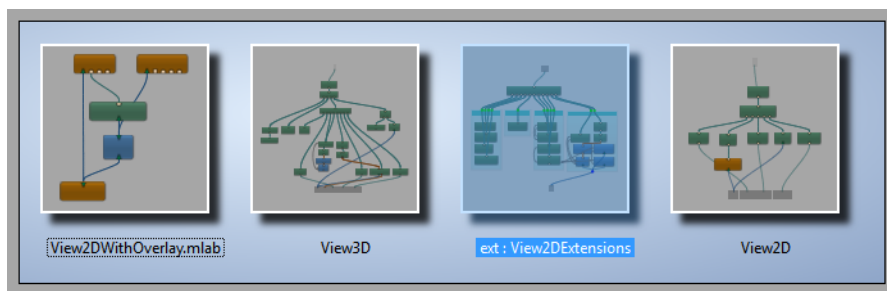 View2DWithOverlay.mlab
View3D
ext : View2DExtensions
View2D